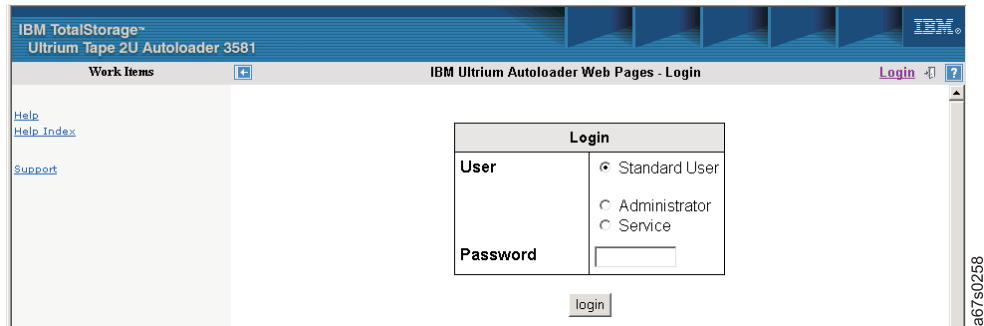 IBM TotalStorage™
Ultrium Tape 2U Autoloader 3581
IBM®
Work Items
IBM Ultrium Autoloader Web Pages - Login
Login
?
Help
Help Index
Support
Login
User
Standard User
Administrator
Service
Password
login
a67s0258